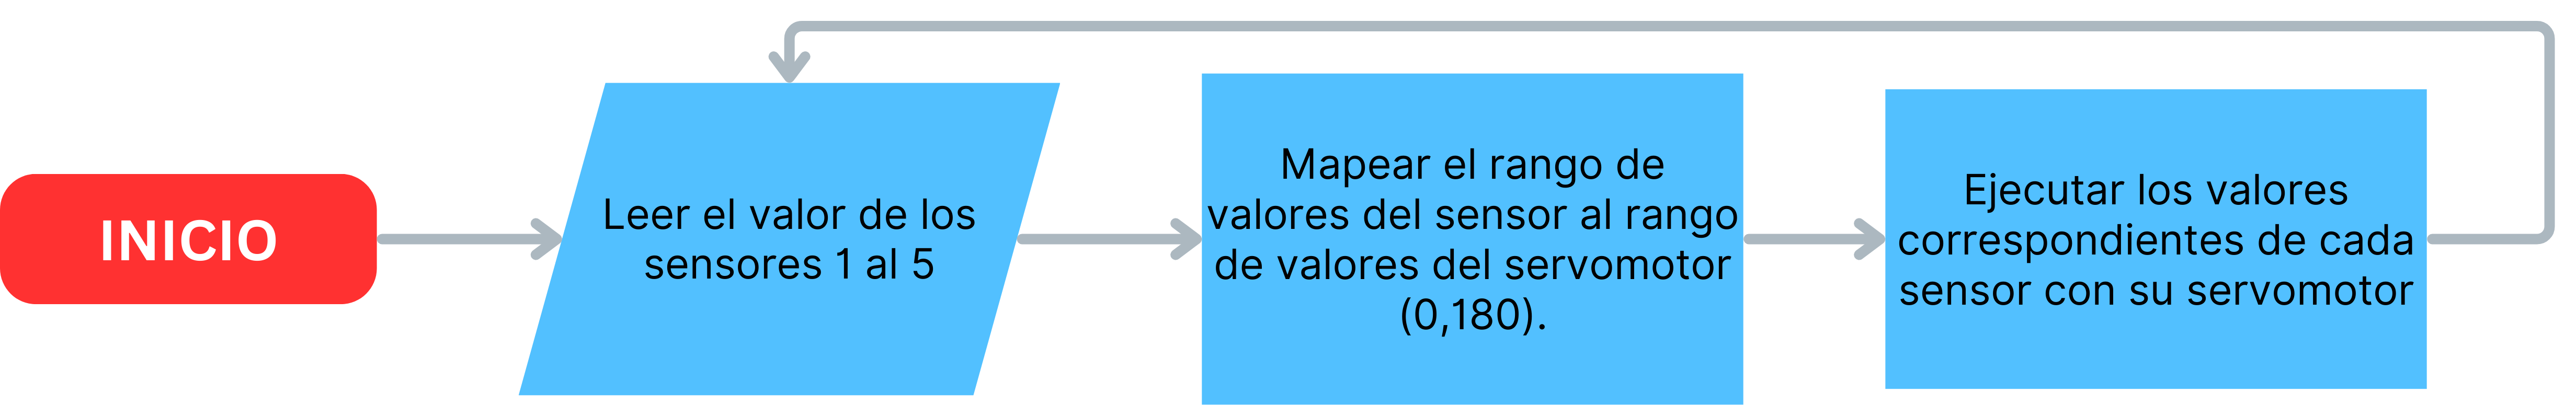 INICIO
Leer el valor de los
sensores 1 al 5
Mapear el rango de
valores del sensor al rango
de valores del servomotor
(0,180).
Ejecutar los valores
correspondientes de cada
sensor con su servomotor